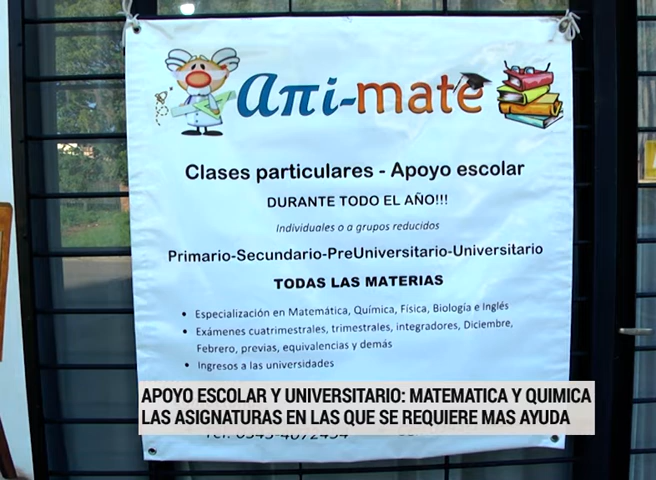 aπi-mate
Clases particulares - Apoyo escolar
DURANTE TODO EL AÑO!!!
Individuales o a grupos reducidos
Primario-Secundario-PreUniversitario-Universitario
TODAS LAS MATERIAS
• Especialización en Matemática, Química, Física, Biología e Inglés
• Exámenes cuatrimestrales, trimestrales, integradores, Diciembre,
Febrero, previas, equivalencias y demás
• Ingresos a las universidades
APOYO ESCOLAR Y UNIVERSITARIO: MATEMATICA Y QUIMICA
LAS ASIGNATURAS EN LAS QUE SE REQUIERE MAS AYUDA